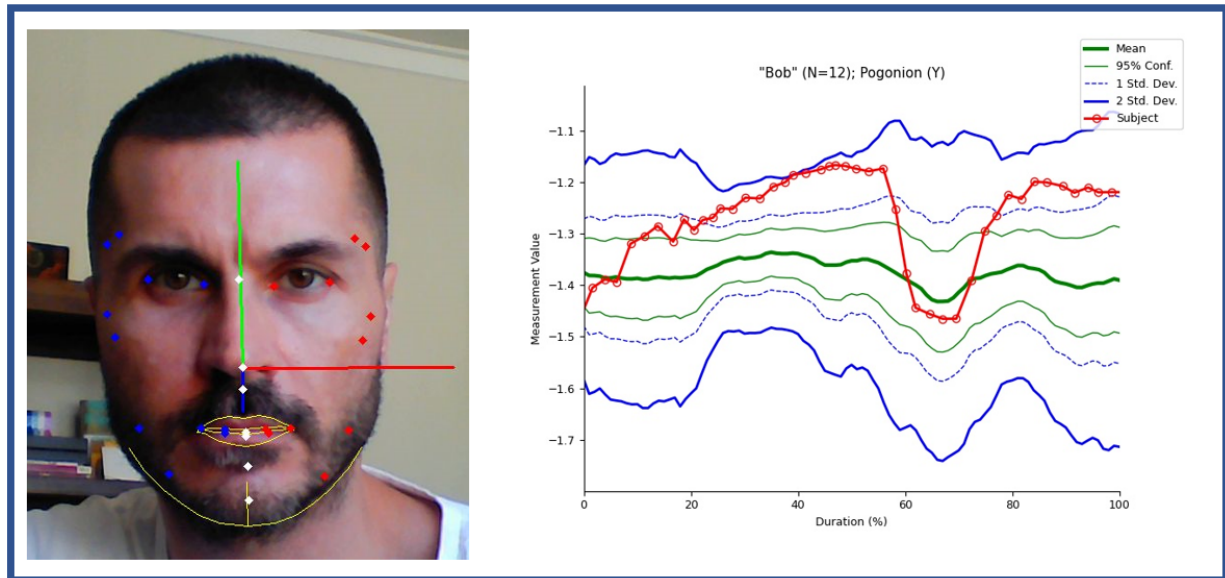 "Bob" (N=12); Pogonion (Y)
Mean
95% Conf.
1 Std. Dev.
2 Std. Dev.
Subject
Measurement Value
−1.1
−1.2
−1.3
−1.4
−1.5
−1.6
−1.7
0
20
40
60
80
100
Duration (%)